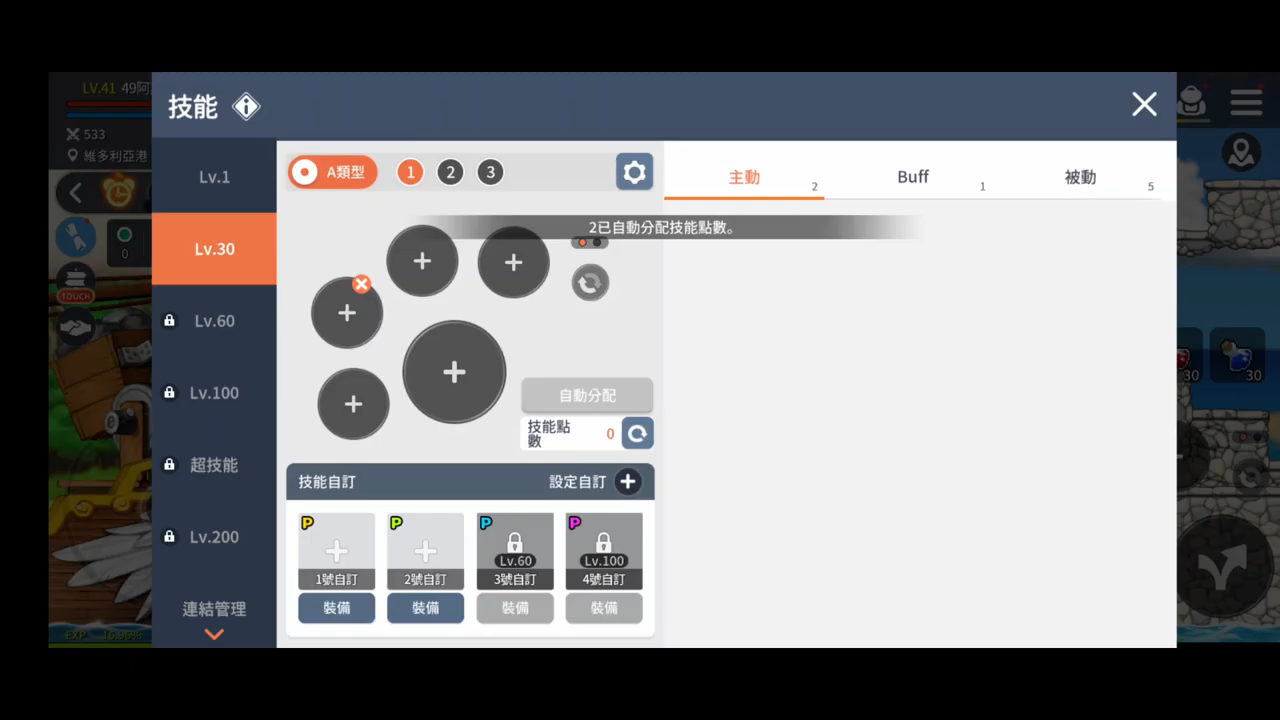 LV.41 49阿
技能
533
維多利亞港
Lv.1
A類型
1
2
3
主動
2
Buff
1
被動
5
2已自動分配技能點數。
Lv.30
0
TOUCH
Lv.60
Lv.100
自動分配
技能點數
0
30
30
超技能
技能自訂
設定自訂
Lv.200
P
P
P
P
Lv.60
Lv.100
1號自訂
2號自訂
3號自訂
4號自訂
裝備
裝備
裝備
裝備
連結管理